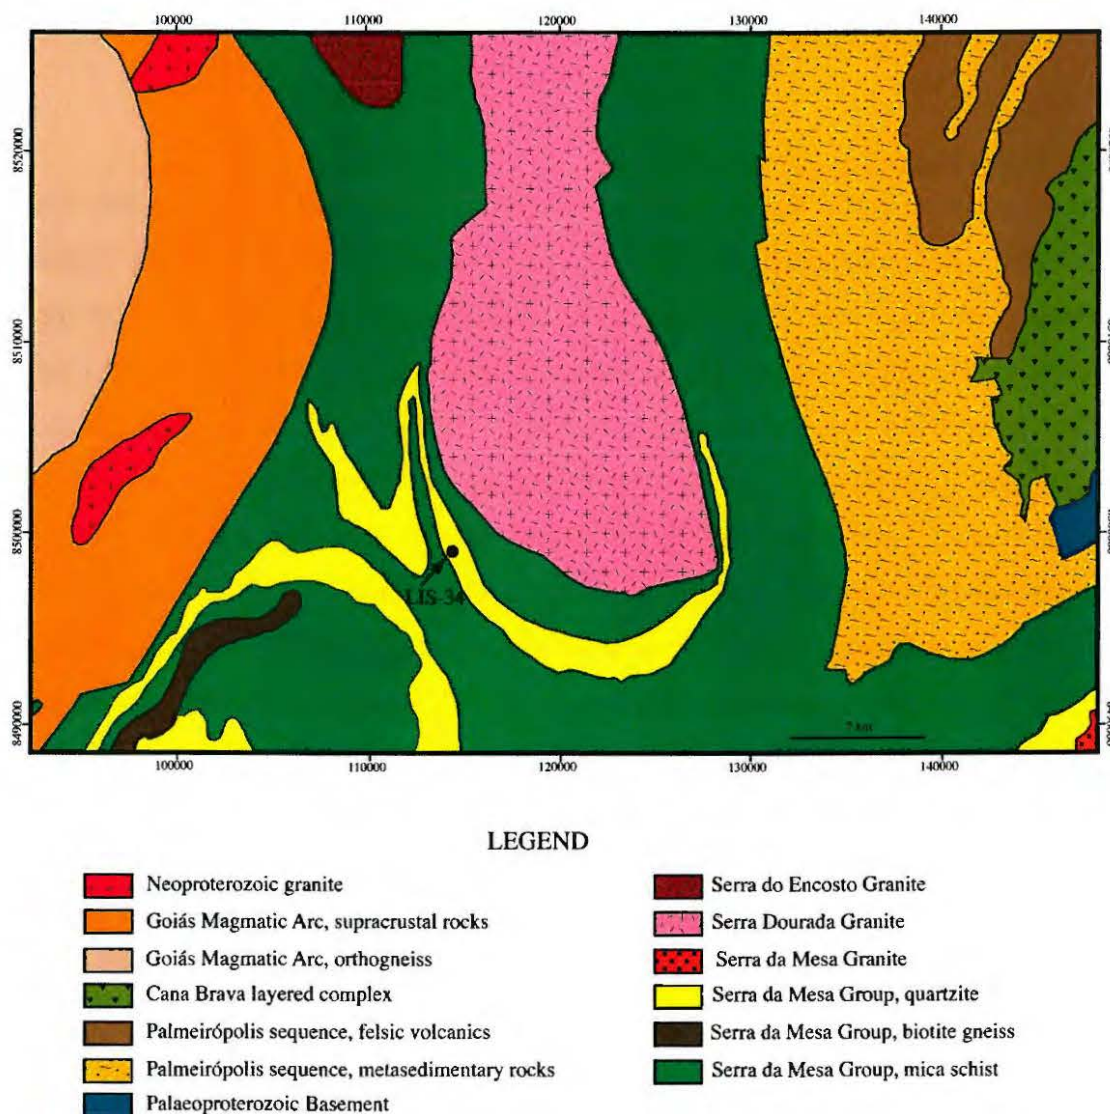 100000 110000 120000 130000 140000
8520000
8510000
8500000
8490000
LIS-34
100000 110000 120000 130000 140000
LEGEND
Neoproterozoic granite
Goiás Magmatic Arc, supracrustal rocks
Goiás Magmatic Arc, orthogneiss
Cana Brava layered complex
Palmeirópolis sequence, felsic volcanics
Palmeirópolis sequence, metasedimentary rocks
Palaeoproterozoic Basement
Serra do Encosto Granite
Serra Dourada Granite
Serra da Mesa Granite
Serra da Mesa Group, quartzite
Serra da Mesa Group, biotite gneiss
Serra da Mesa Group, mica schist